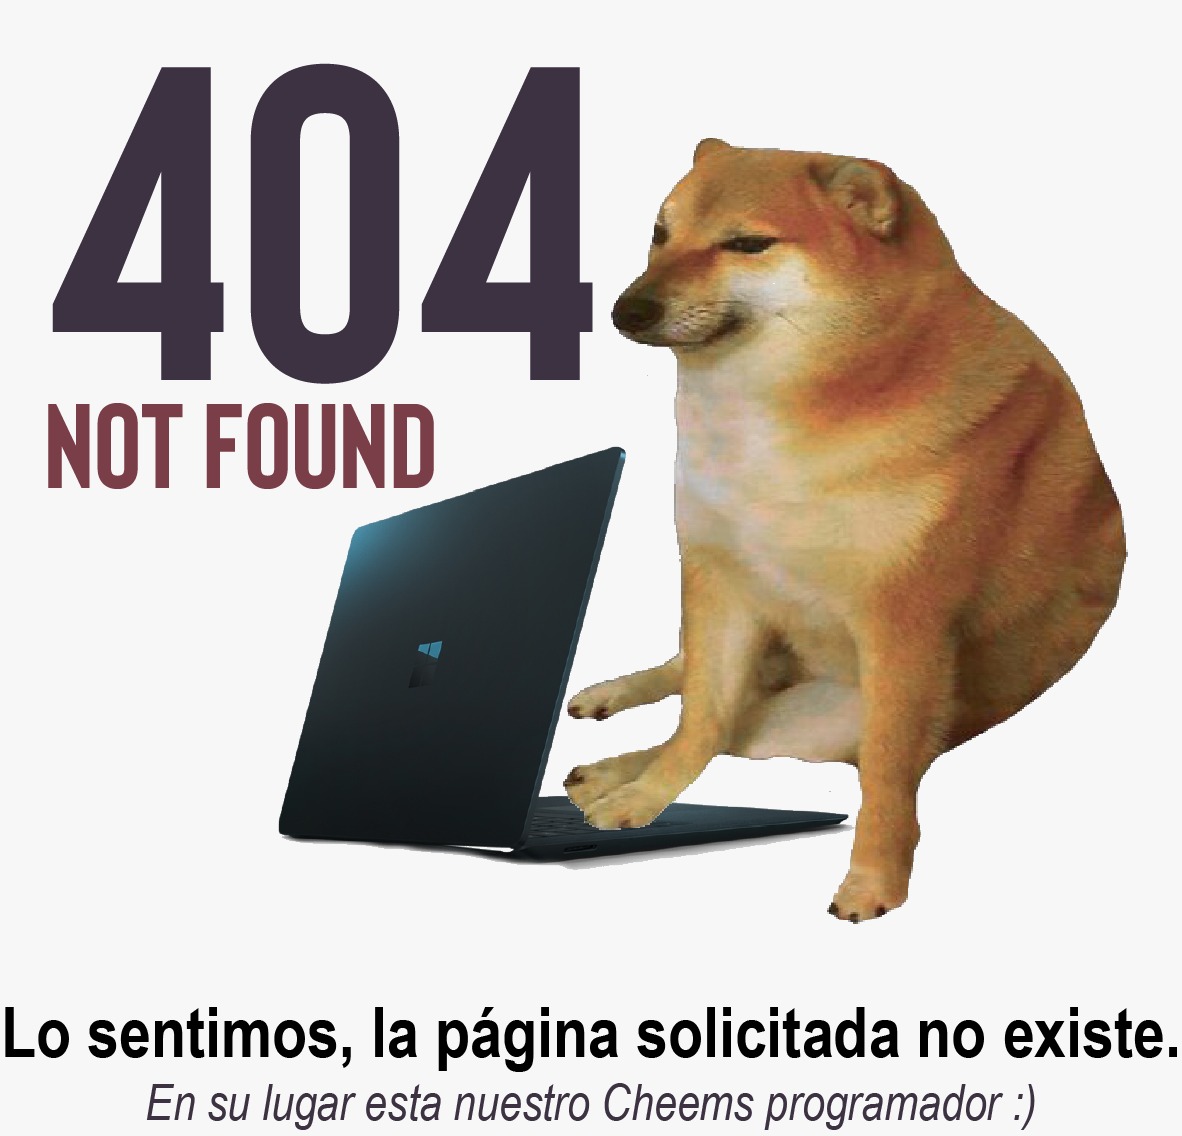 404
NOT FOUND
Lo sentimos, la página solicitada no existe.
En su lugar esta nuestro Cheems programador :)